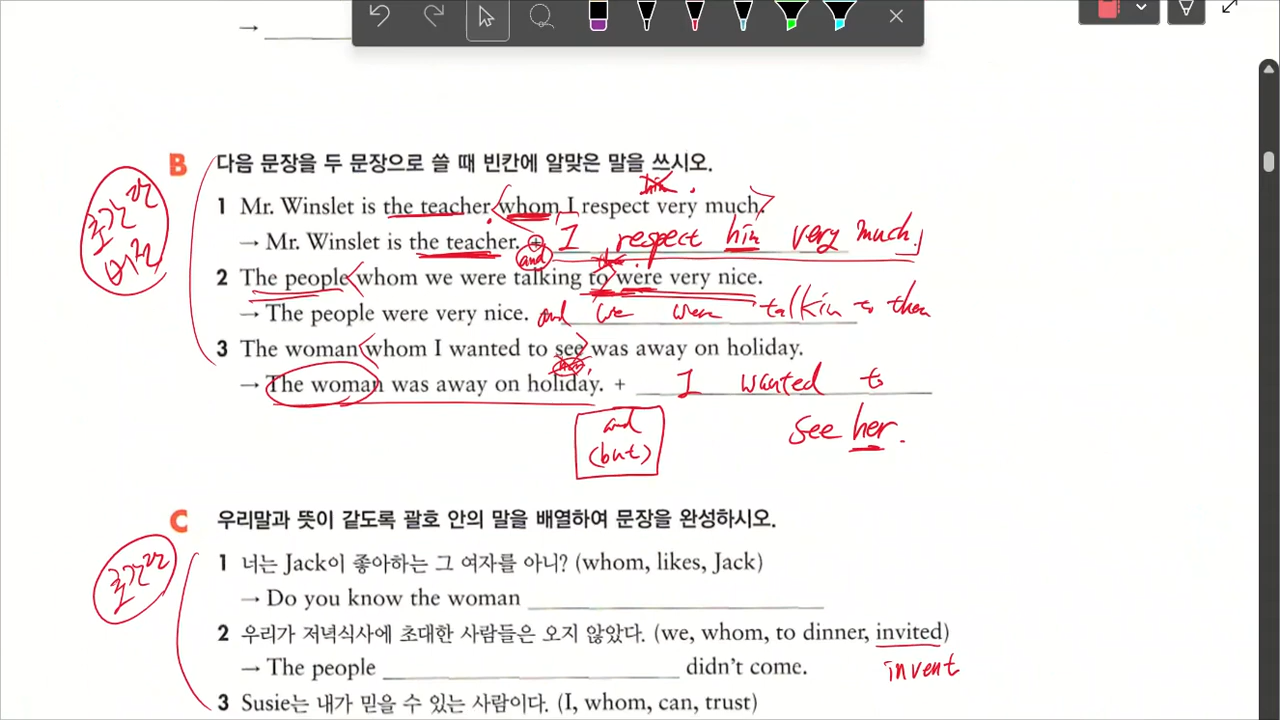 →
B 다음 문장을 두 문장으로 쓸 때 빈칸에 알맞은 말을 쓰시오.
1 Mr. Winslet is the teacher whom I respect very much.
→ Mr. Winslet is the teacher. + I respect him very much.
and
2 The people whom we were talking to were very nice.
→ The people were very nice. and we were talkin to them
3 The woman whom I wanted to see was away on holiday.
→ The woman was away on holiday. + I wanted to
see her.
and
(but)
C 우리말과 뜻이 같도록 괄호 안의 말을 배열하여 문장을 완성하시오.
1 너는 Jack이 좋아하는 그 여자를 아니? (whom, likes, Jack)
→ Do you know the woman
2 우리가 저녁식사에 초대한 사람들은 오지 않았다. (we, whom, to dinner, invited)
→ The people didn't come.
invent
3 Susie는 내가 믿을 수 있는 사람이다. (I, whom, can, trust)